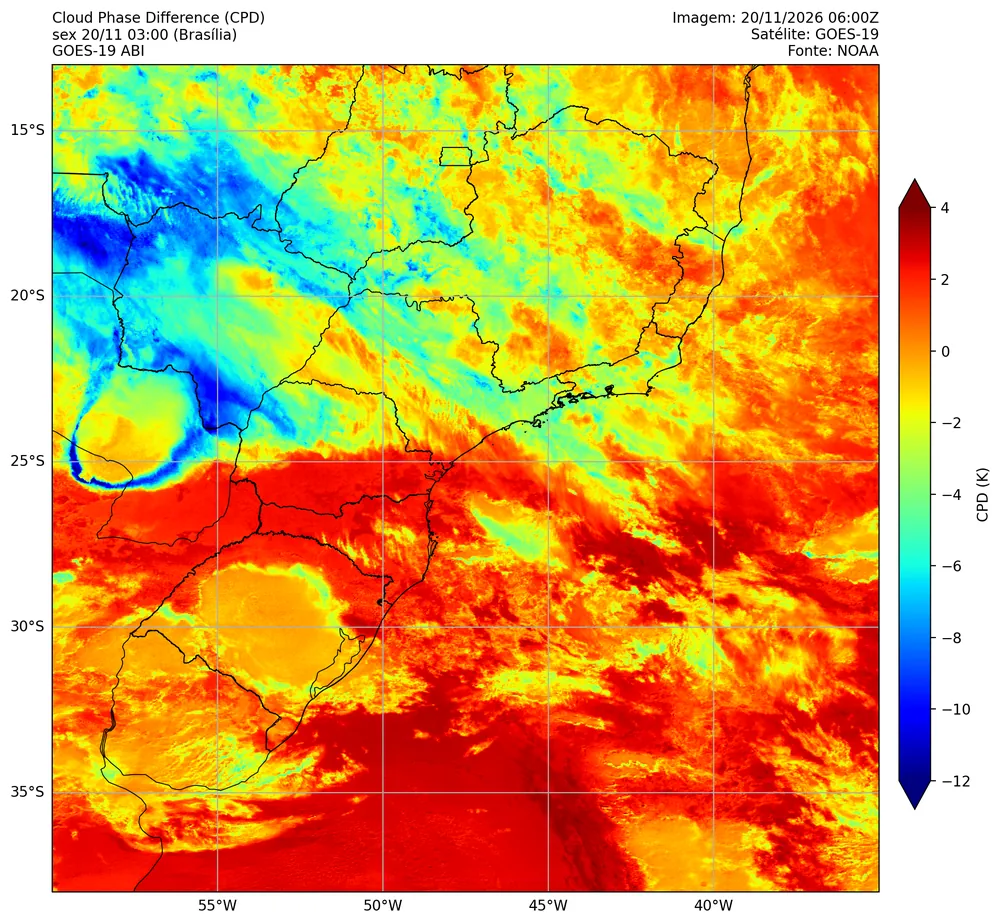 Cloud Phase Difference (CPD)
sex 20/11 03:00 (Brasília)
GOES-19 ABI
Imagem: 20/11/2026 06:00Z
Satélite: GOES-19
Fonte: NOAA
15°S
20°S
25°S
30°S
35°S
55°W
50°W
45°W
40°W
4
2
0
−2
−4
−6
−8
−10
−12
CPD (K)